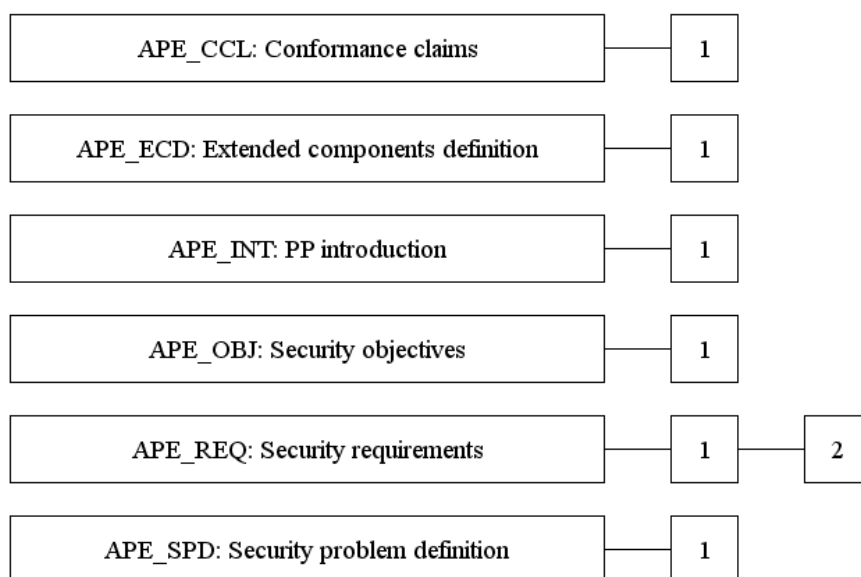 APE_CCL: Conformance claims 1
APE_ECD: Extended components definition 1
APE_INT: PP introduction 1
APE_OBJ: Security objectives 1
APE_REQ: Security requirements 1 2
APE_SPD: Security problem definition 1